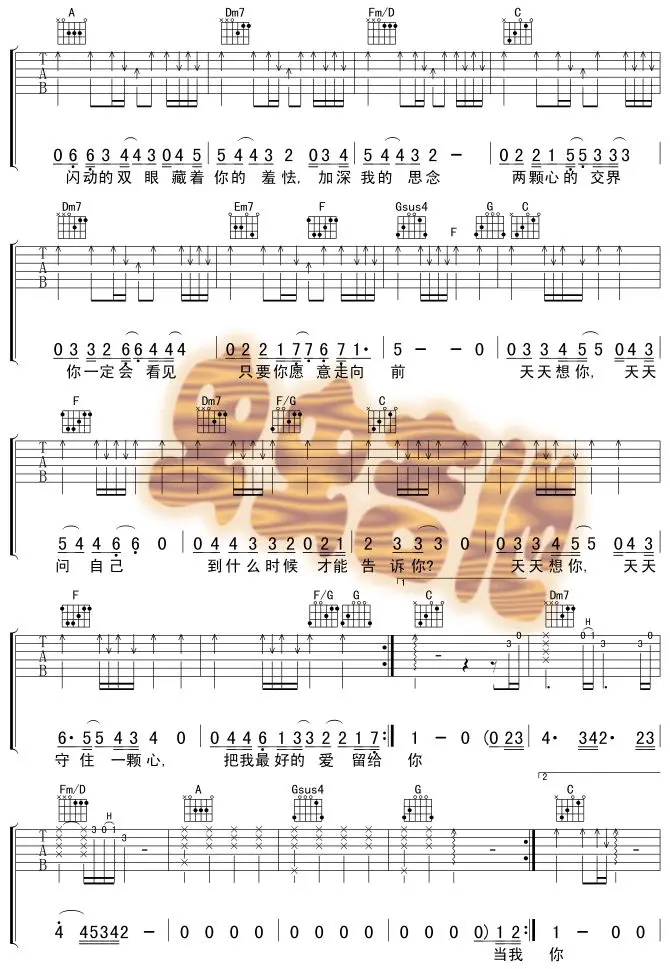 A Dm7 Fm/D C
T A B
0 6 6 3 4 4 3 0 4 5 | 5 4 4 3 2 0 3 4 | 5 4 4 3 2 － | 0 2 2 1 5 5 3 3 3
闪动的双 眼 藏着 你的 羞怯, 加深 我的 思念 两颗心的 交界
Dm7 Em7 F Gsus4 F G C
T A B
0 3 3 2 6 6 4 4 4 | 0 2 2 1 7 7 6 7 1· | 5 － － 0 | 0 3 3 4 5 5 0 4 3
你一定会 看见 只要你愿 意走向 前 天天想你, 天天
F Dm7 F/G C
T A B
5 4 4 6 6 0 | 0 4 4 3 3 2 0 2 1 | 2 3 3 3 0 | 0 3 3 4 5 5 0 4 3
问 自己 到什么时候 才能 告诉你? 天天想你, 天天
1
F F/G G C Dm7
H
3 0 0 1 3 3 0
T A B
6· 5 5 4 3 4 0 | 0 4 4 6 1 3 3 2 2 1 7 :| 1 － 0 (0 2 3 | 4· 3 4 2· 2 3
守 住 一颗心, 把我最好的 爱 留给 你
2
Fm/D A Gsus4 G C
H
3 0 1 3
T A B
4 4 5 3 4 2 － | 0 0 0 0 | 0 0 0 0 | 0 0 0 0) 1 2 :| 1 － 0 0
当我 你